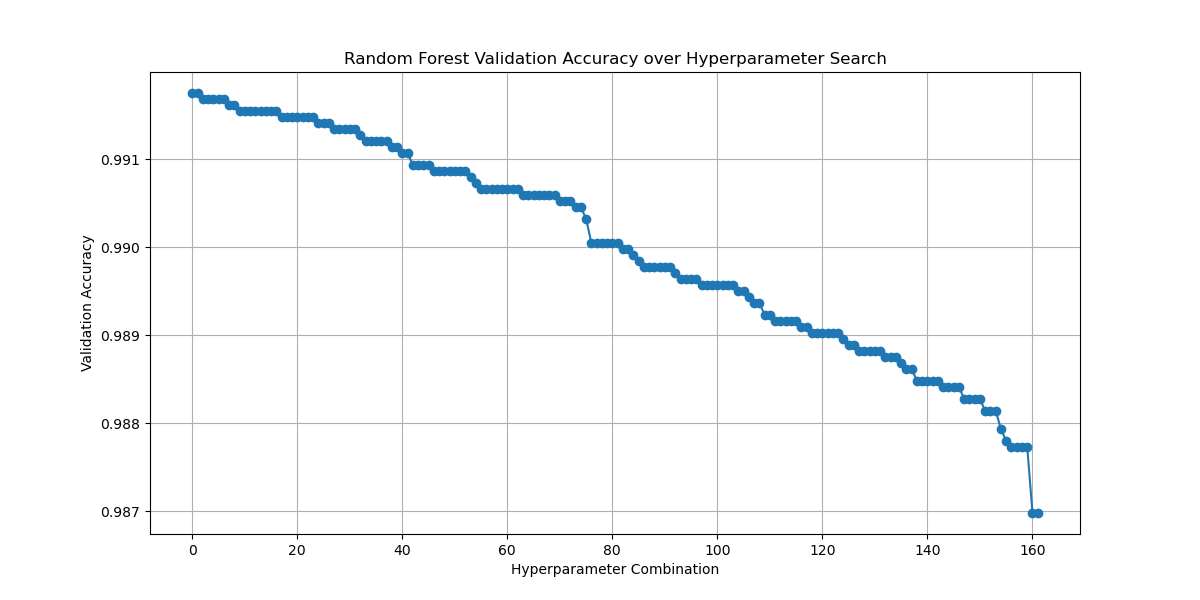 Random Forest Validation Accuracy over Hyperparameter Search
Validation Accuracy
0.991
0.990
0.989
0.988
0.987
0 20 40 60 80 100 120 140 160
Hyperparameter Combination